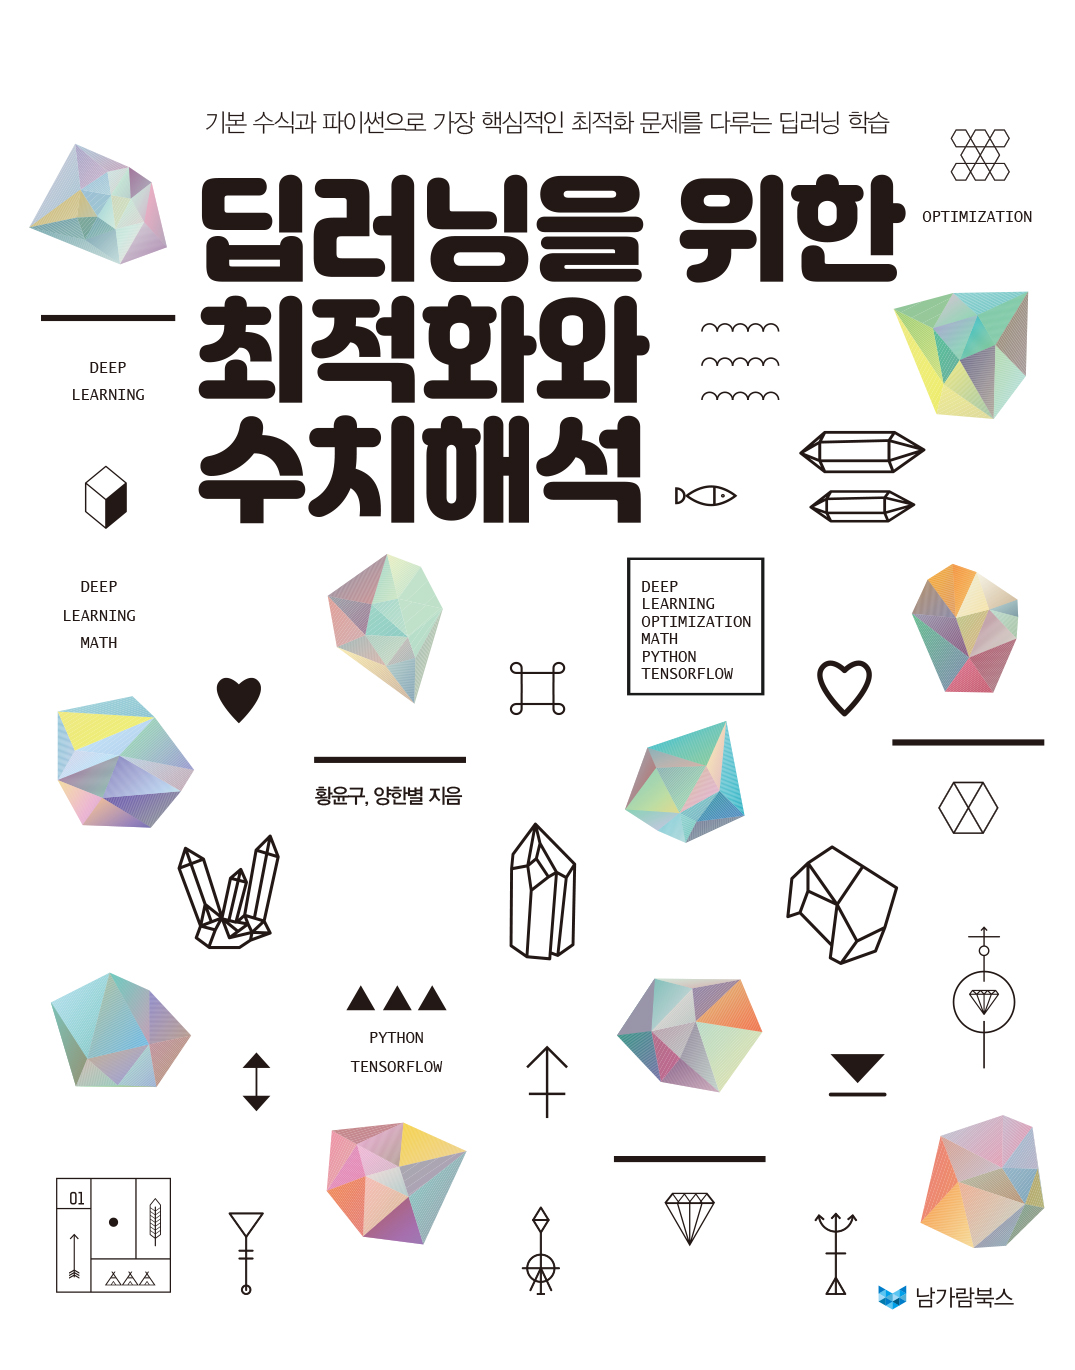 기본 수식과 파이썬으로 가장 핵심적인 최적화 문제를 다루는 딥러닝 학습
딥러닝을 위한
최적화와
수치해석
OPTIMIZATION
DEEP
LEARNING
DEEP
LEARNING
MATH
DEEP
LEARNING
OPTIMIZATION
MATH
PYTHON
TENSORFLOW
황윤구, 양한별 지음
PYTHON
TENSORFLOW
01
남가람북스